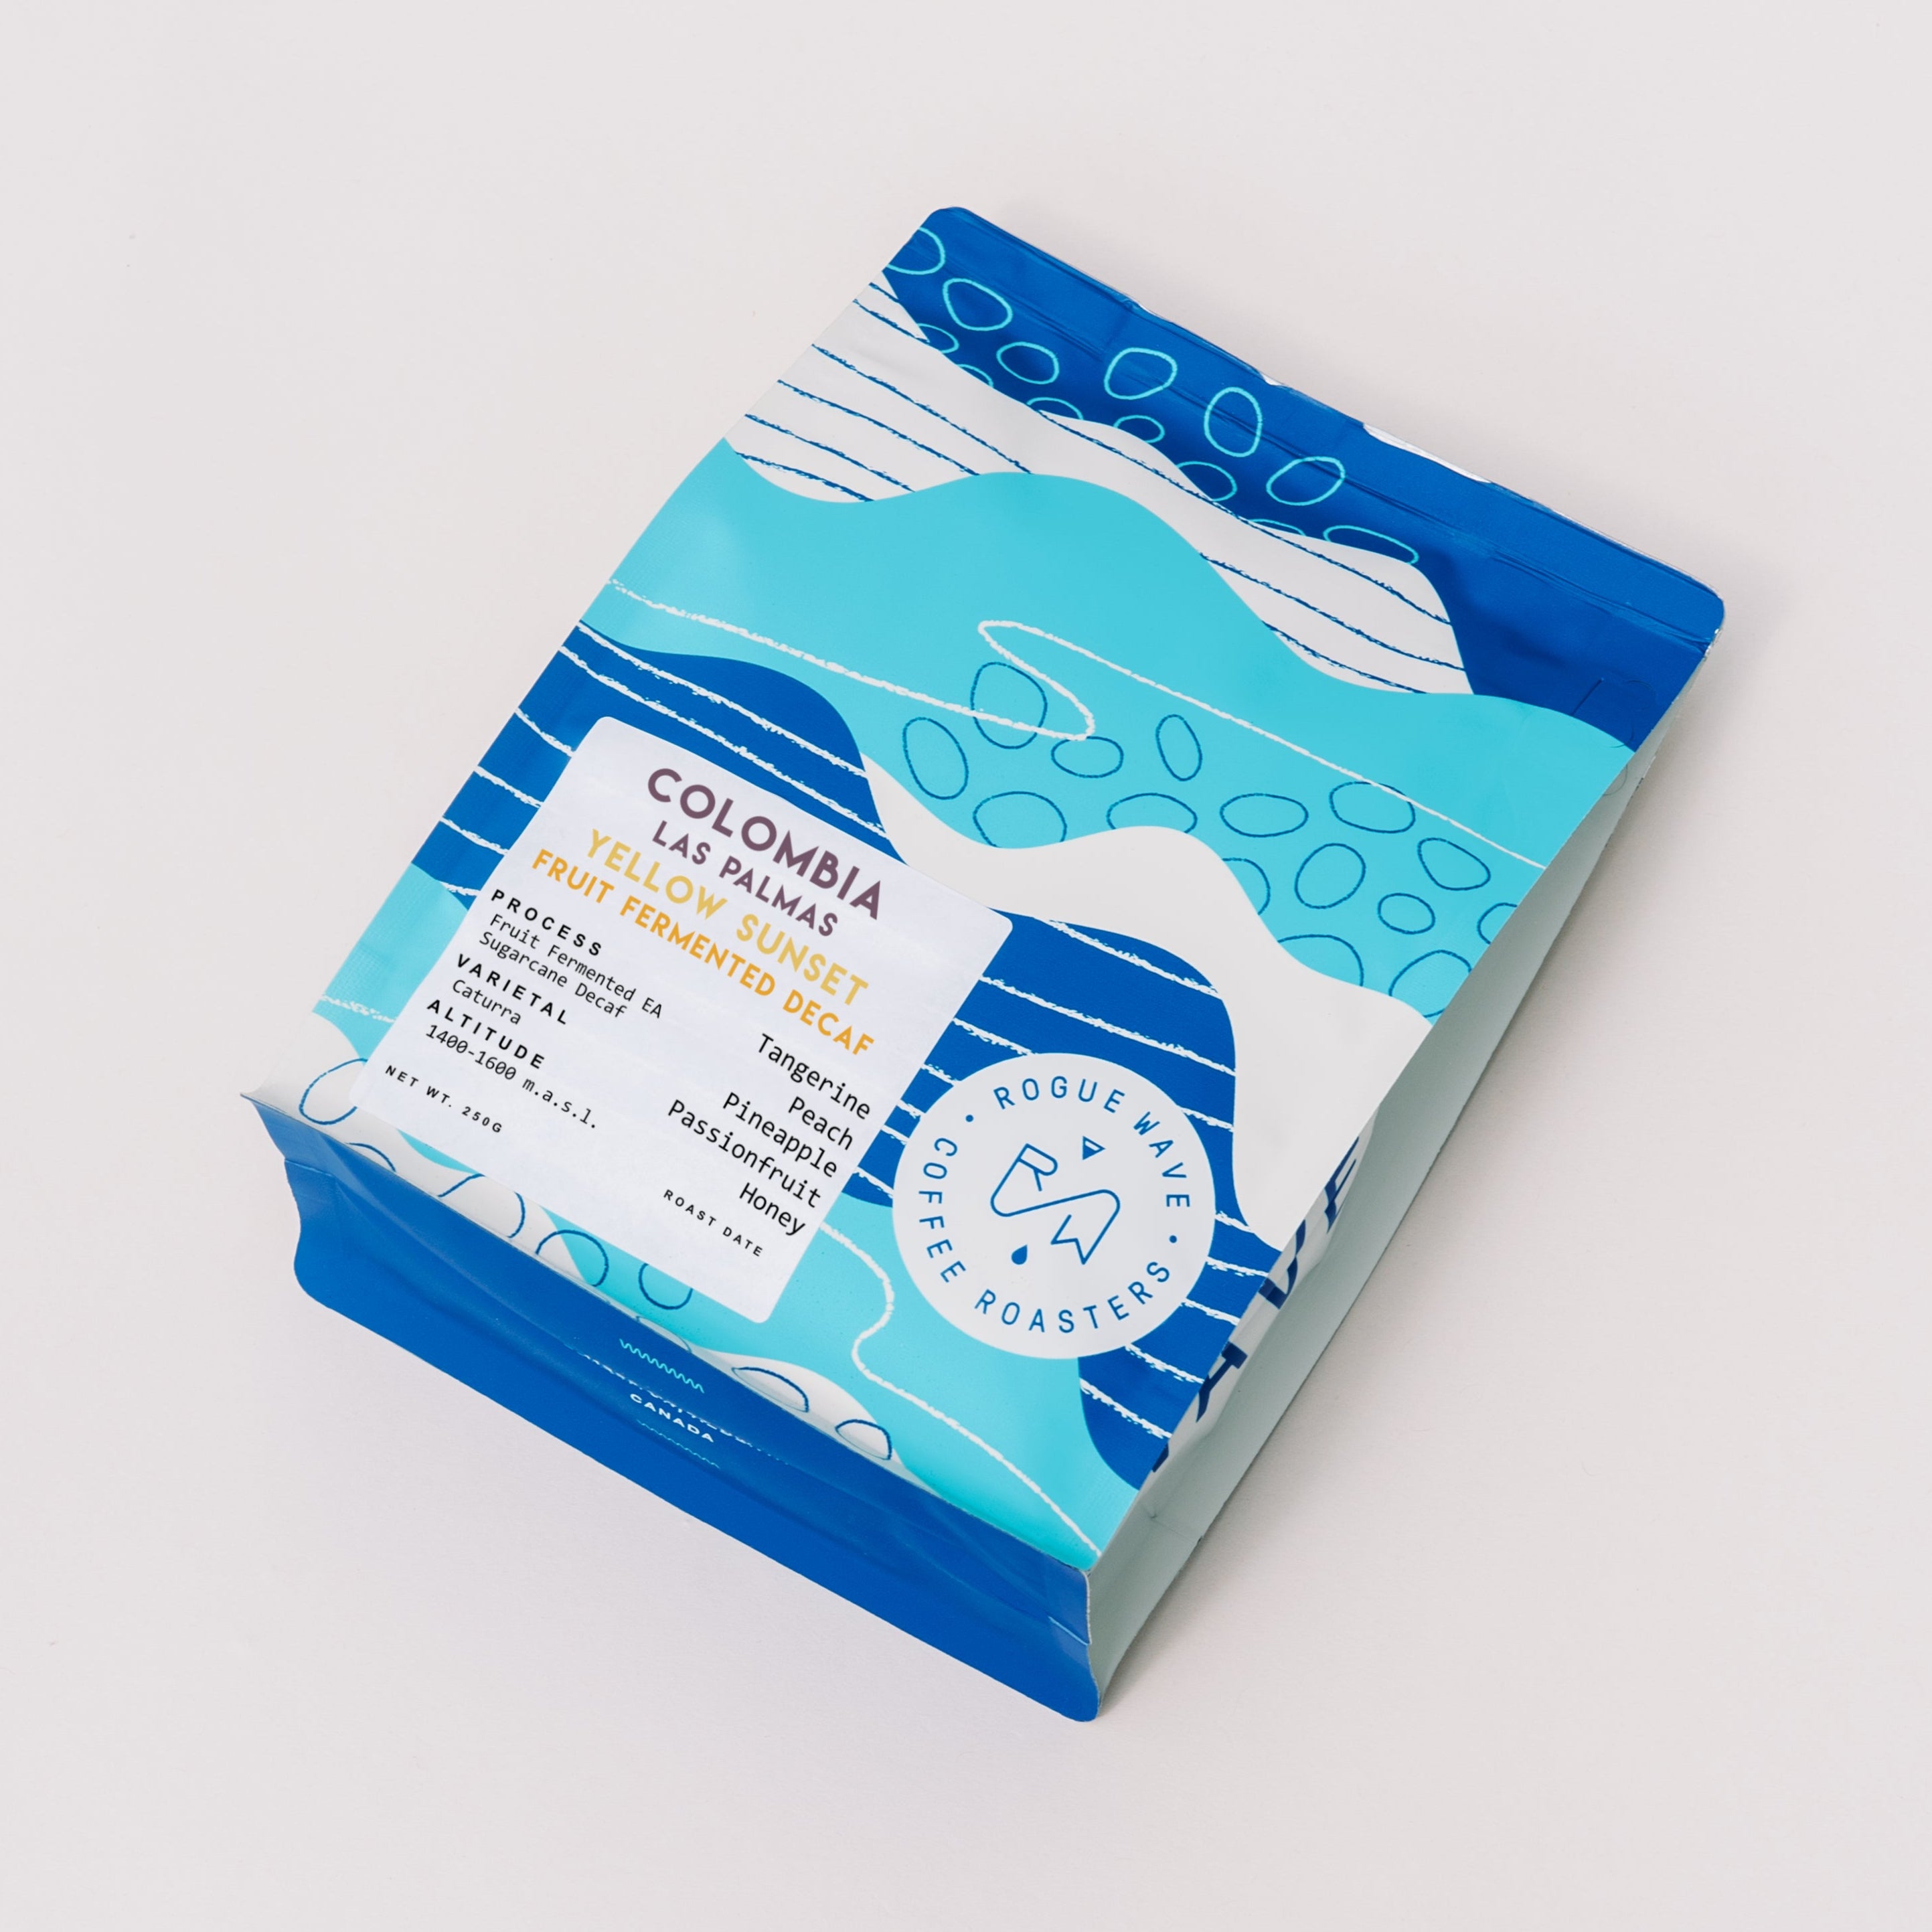 COLOMBIA
LAS PALMAS
YELLOW SUNSET
FRUIT FERMENTED DECAF
PROCESS
Fruit Fermented EA
Sugarcane Decaf
VARIETAL
Caturra
ALTITUDE
1400-1600 m.a.s.l.
NET WT. 250G
Tangerine
Peach
Pineapple
Passionfruit
Honey
ROAST DATE
ROGUE WAVE
COFFEE ROASTERS
RW
CANADA